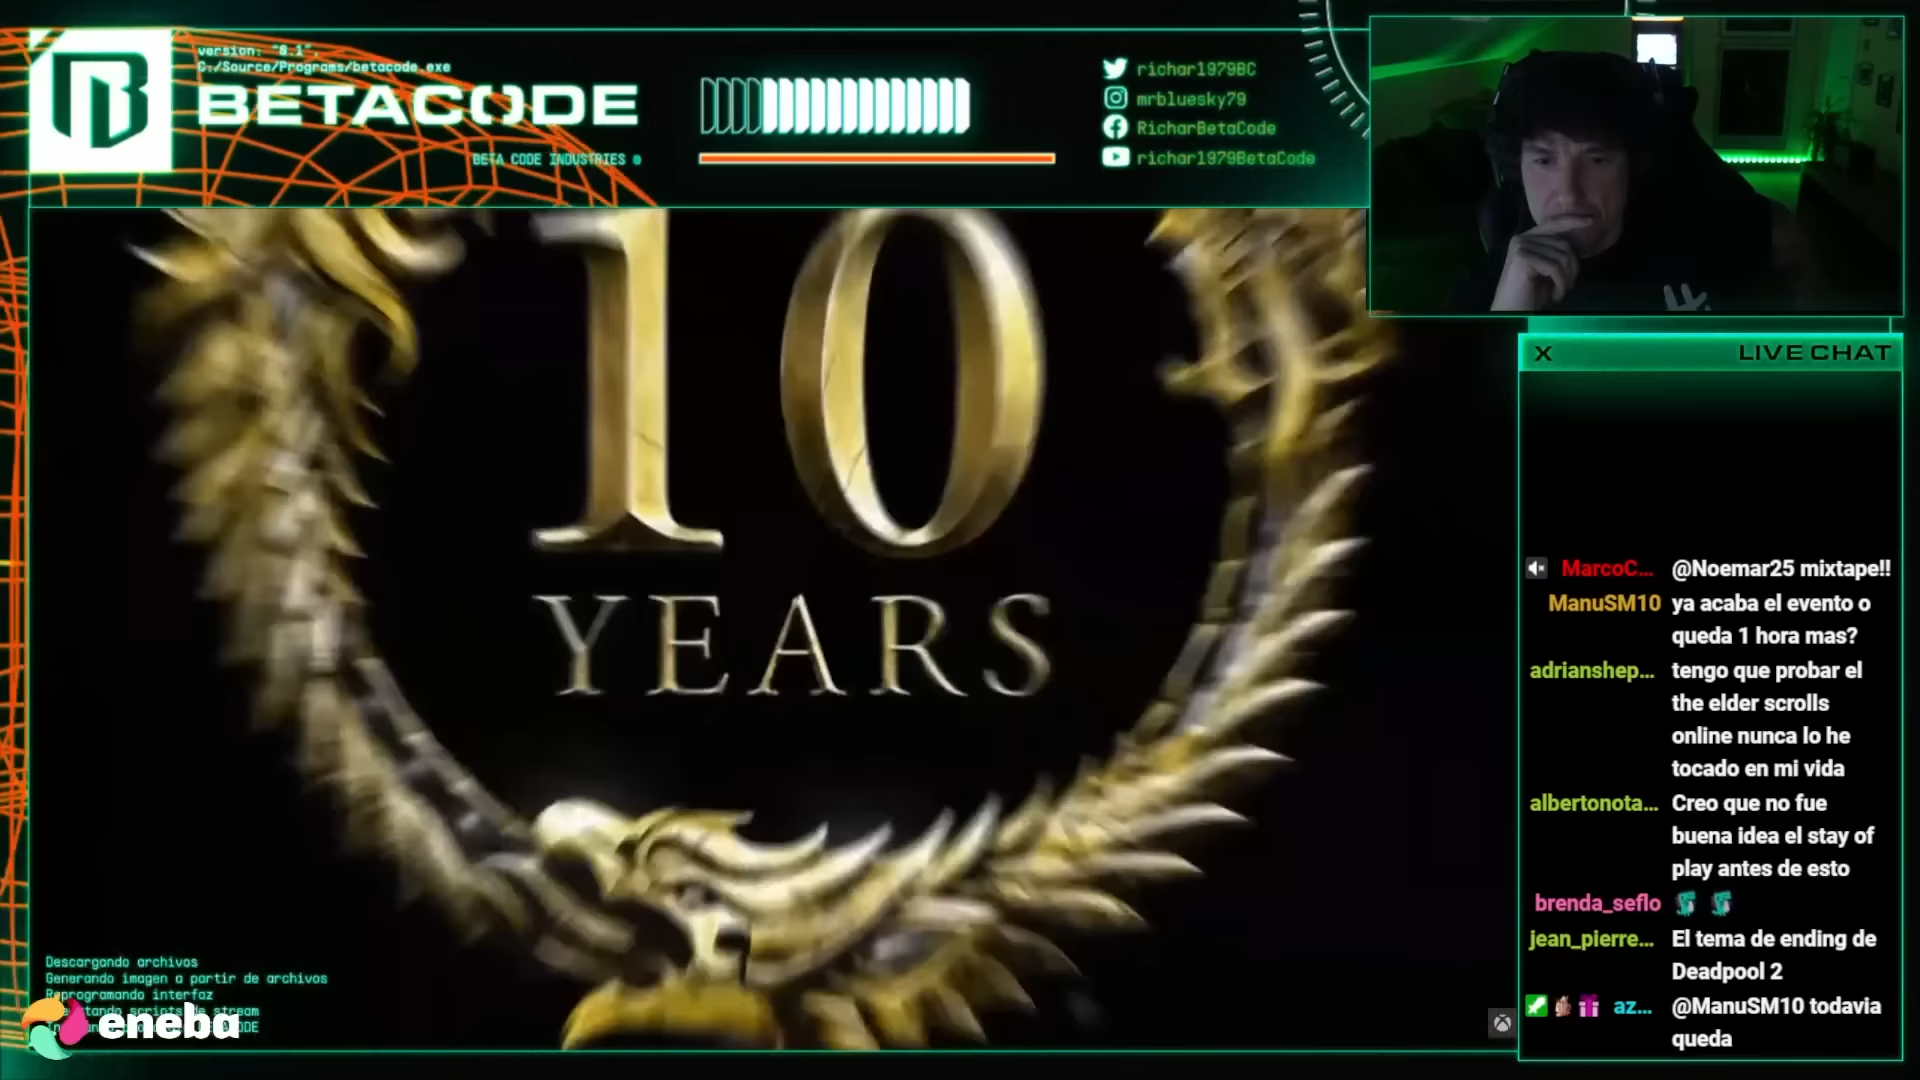 version: "0.1",
C:/Source/Programs/betacode.exe
BETACODE
BETA CODE INDUSTRIES
richar1979BC
mrbluesky79
RicharBetaCode
richar1979BetaCode
10
YEARS
X LIVE CHAT
MarcoC... @Noemar25 mixtape!!
ManuSM10 ya acaba el evento o
queda 1 hora mas?
adrianshep... tengo que probar el
the elder scrolls
online nunca lo he
tocado en mi vida
albertonota... Creo que no fue
buena idea el stay of
play antes de esto
brenda_seflo
jean_pierre... El tema de ending de
Deadpool 2
az... @ManuSM10 todavia
queda
Descargando archivos
Generando imagen a partir de archivos
Reprogramando interfaz
scripts de stream
eneba